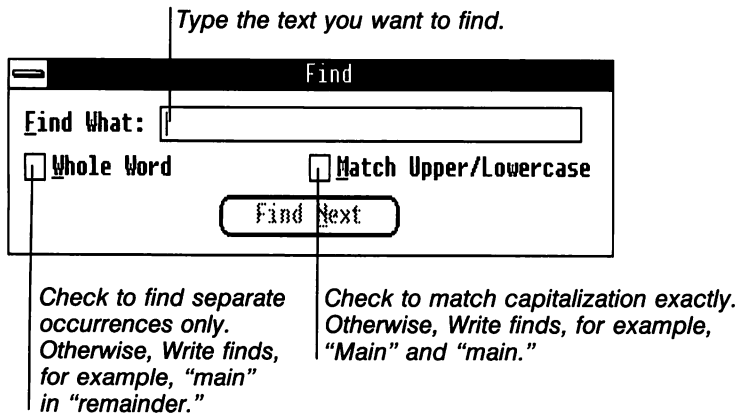 Type the text you want to find.
Find
Find What:
Whole Word
Match Upper/Lowercase
Find Next
Check to find separate
occurrences only.
Otherwise, Write finds,
for example, “main”
in “remainder.”
Check to match capitalization exactly.
Otherwise, Write finds, for example,
“Main” and “main.”